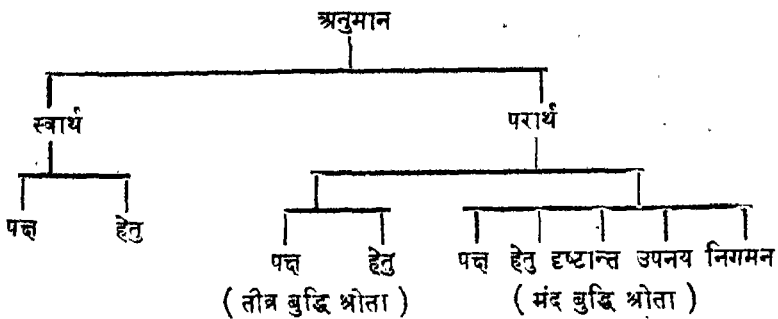 अनुमान
स्वार्थ परार्थ
पक्ष हेतु
पक्ष हेतु पक्ष हेतु दृष्टान्त उपनय निगमन
( तीव्र बुद्धि श्रोता ) ( मंद बुद्धि श्रोता )